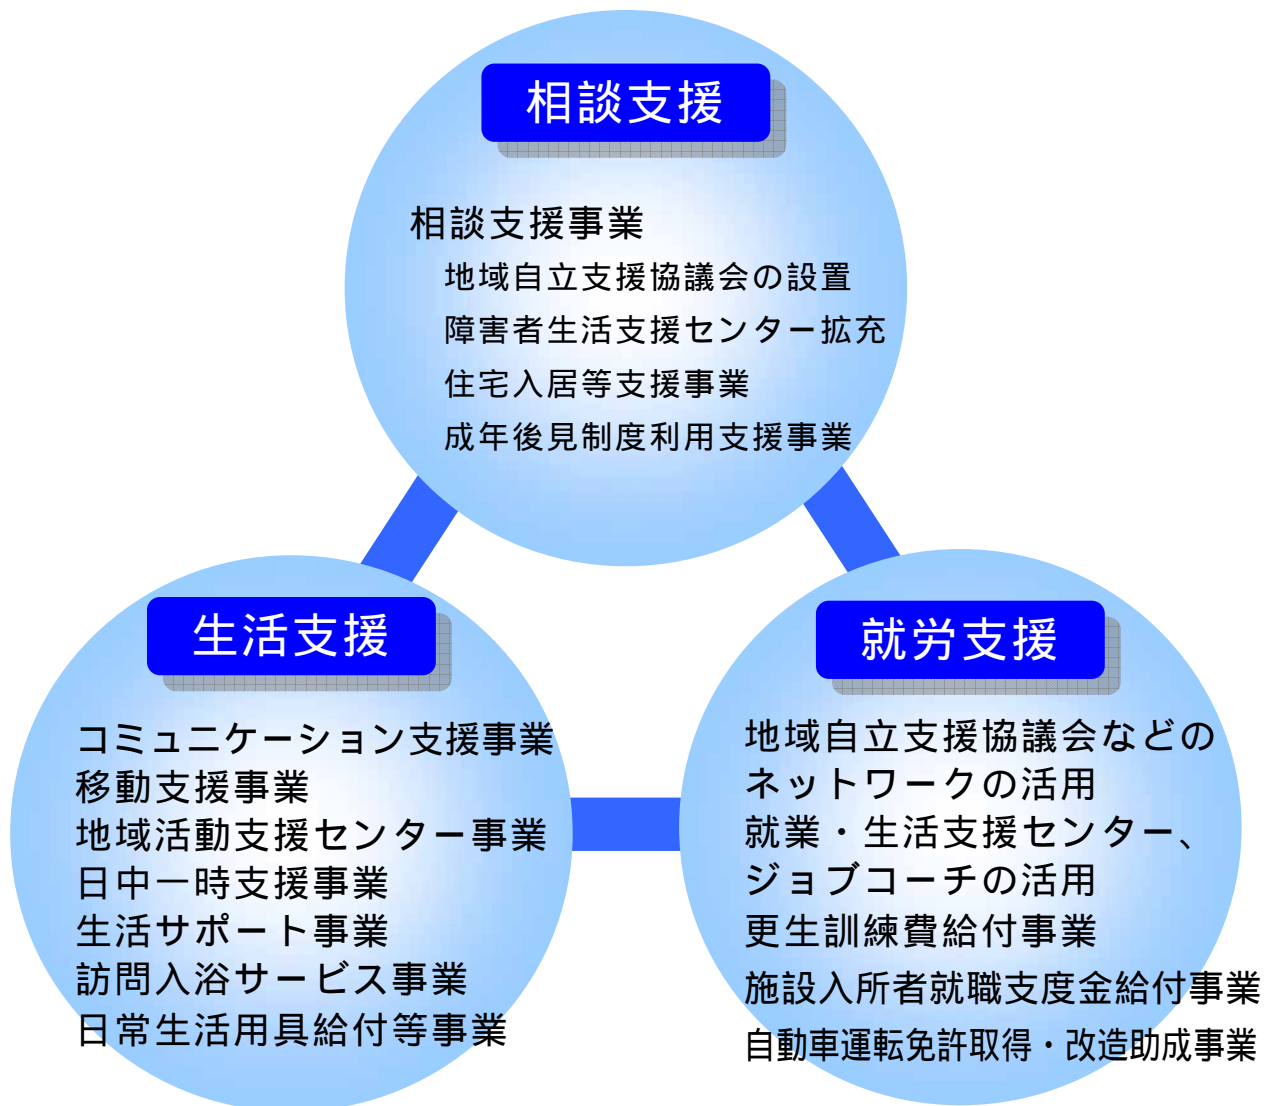 相談支援
相談支援事業
地域自立支援協議会の設置
障害者生活支援センター拡充
住宅入居等支援事業
成年後見制度利用支援事業
生活支援
コミュニケーション支援事業
移動支援事業
地域活動支援センター事業
日中一時支援事業
生活サポート事業
訪問入浴サービス事業
日常生活用具給付等事業
就労支援
地域自立支援協議会などの
ネットワークの活用
就業・生活支援センター、
ジョブコーチの活用
更生訓練費給付事業
施設入所者就職支度金給付事業
自動車運転免許取得・改造助成事業